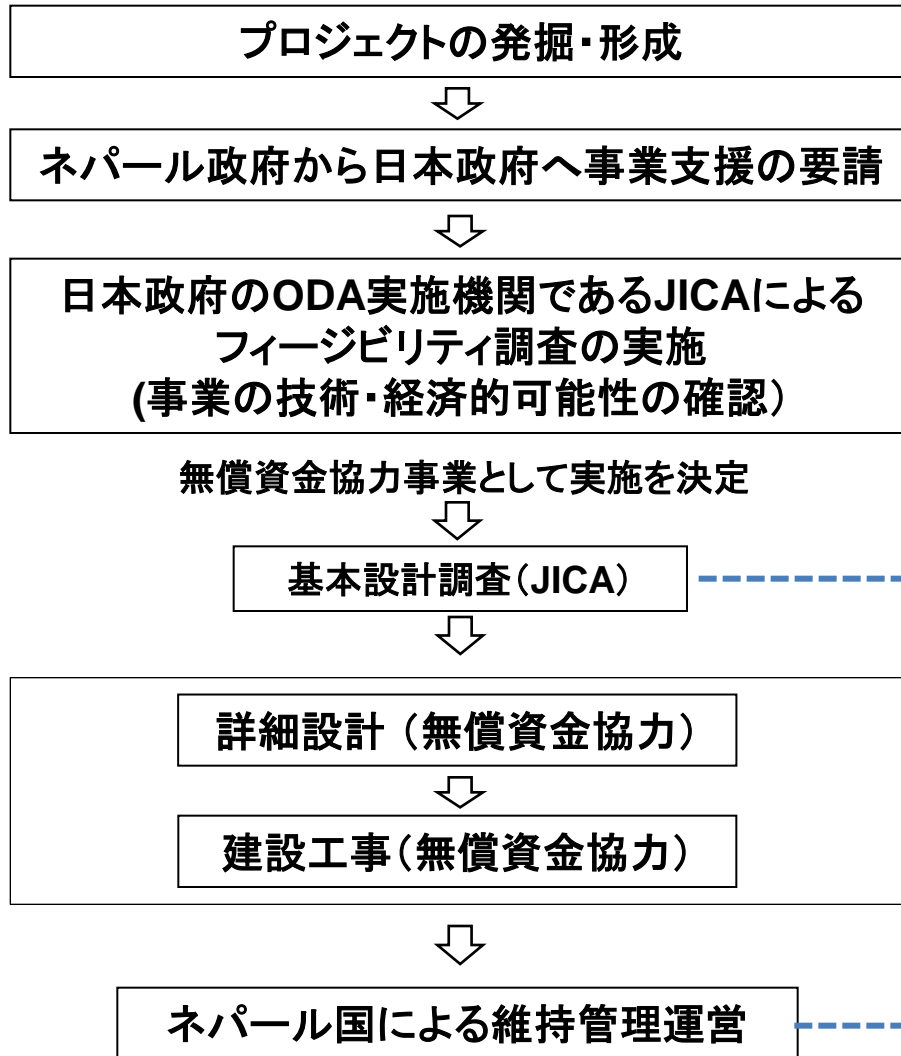 プロジェクトの発掘・形成
ネパール政府から日本政府へ事業支援の要請
日本政府のODA実施機関であるJICAによる
フィージビリティ調査の実施
(事業の技術・経済的可能性の確認）
無償資金協力事業として実施を決定
基本設計調査（JICA）
詳細設計（無償資金協力）
建設工事（無償資金協力）
ネパール国による維持管理運営